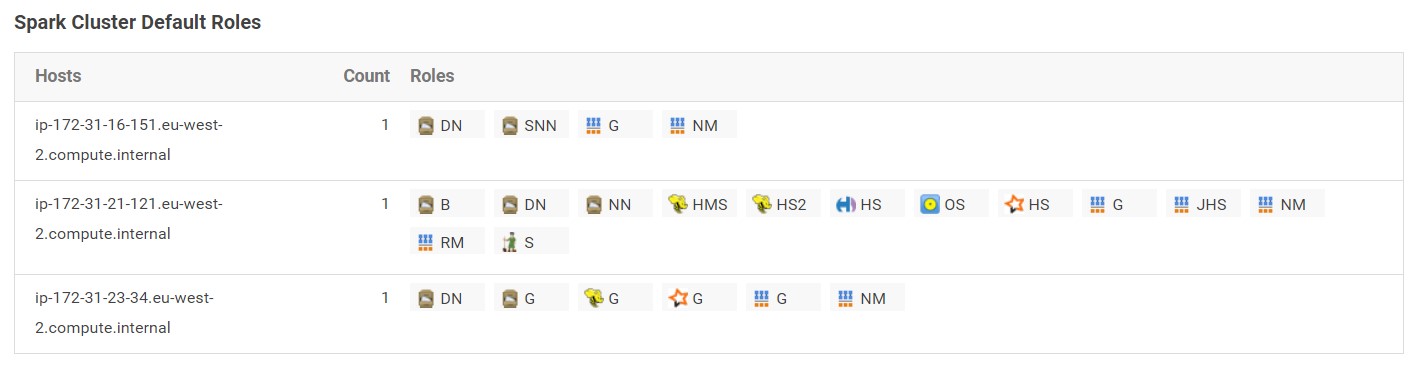 Spark Cluster Default Roles
Hosts Count Roles
ip-172-31-16-151.eu-west- 1 DN SNN G NM
2.compute.internal
ip-172-31-21-121.eu-west- 1 B DN NN HMS HS2 HS OS HS G JHS NM
2.compute.internal RM S
ip-172-31-23-34.eu-west- 1 DN G G G G NM
2.compute.internal